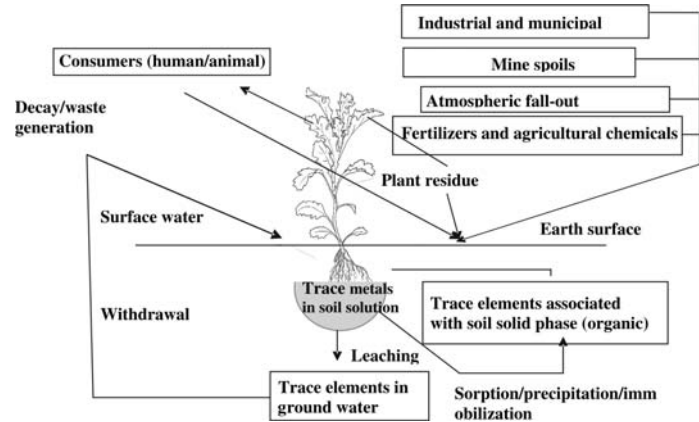 Industrial and municipal
Consumers (human/animal)
Mine spoils
Decay/waste
generation
Atmospheric fall-out
Fertilizers and agricultural chemicals
Plant residue
Surface water
Earth surface
Trace metals
in soil solution
Trace elements associated
with soil solid phase (organic)
Withdrawal
Leaching
Trace elements in
ground water
Sorption/precipitation/imm
obilization